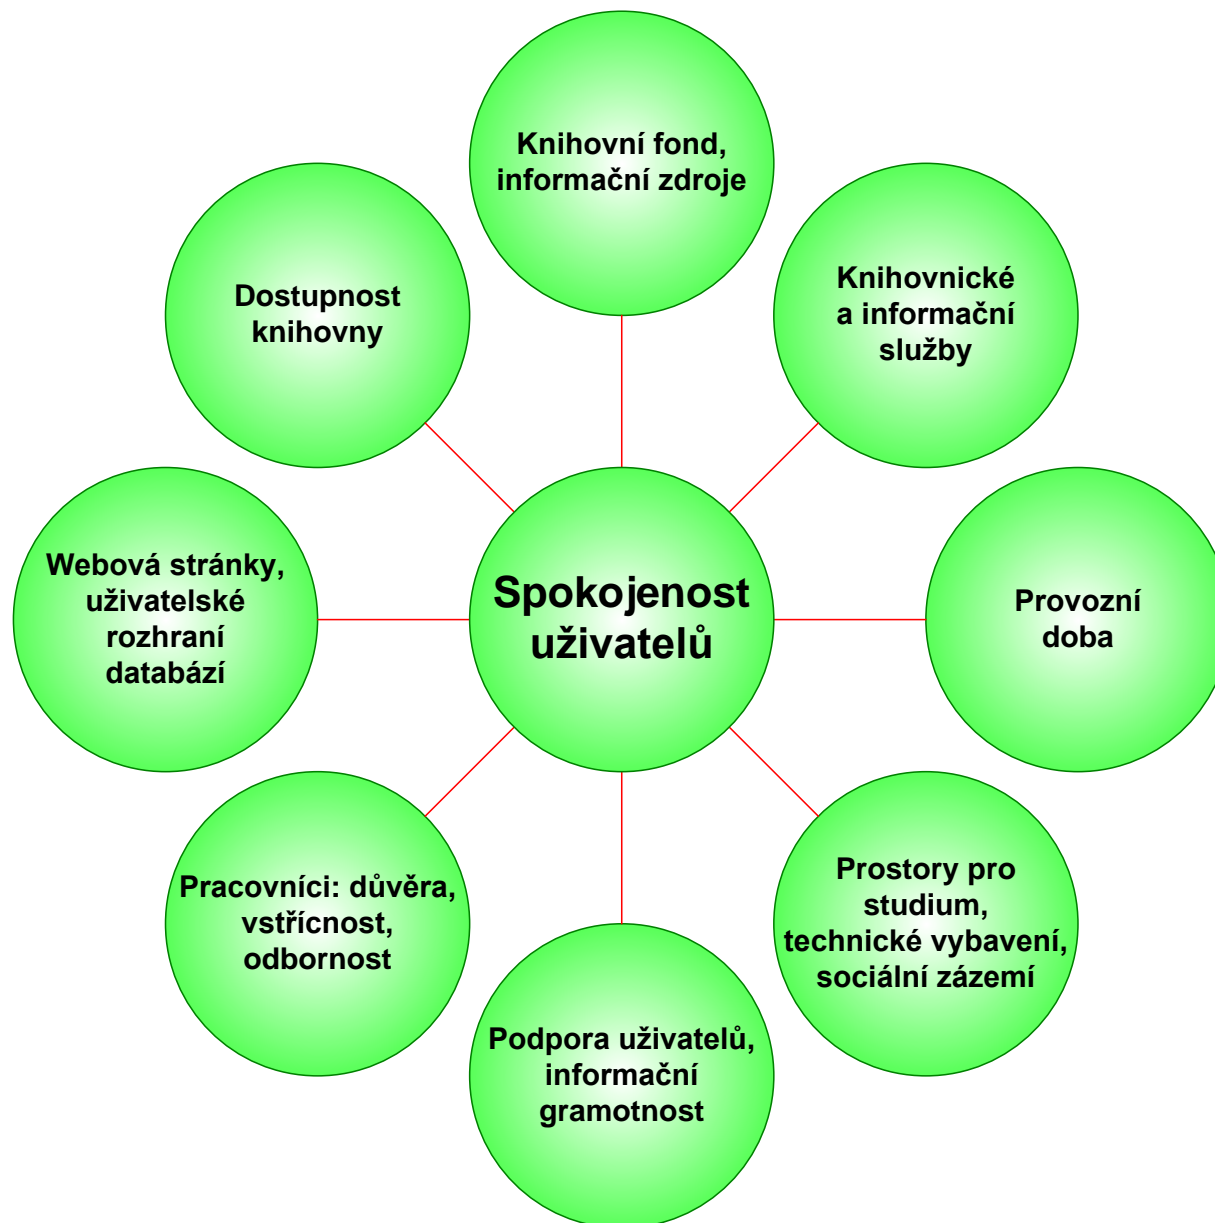 Knihovní fond,
informační zdroje
Knihovnické
a informační
služby
Provozní
doba
Prostory pro
studium,
technické vybavení,
sociální zázemí
Podpora uživatelů,
informační
gramotnost
Pracovníci: důvěra,
vstřícnost,
odbornost
Webová stránky,
uživatelské
rozhraní
databází
Dostupnost
knihovny
Spokojenost
uživatelů